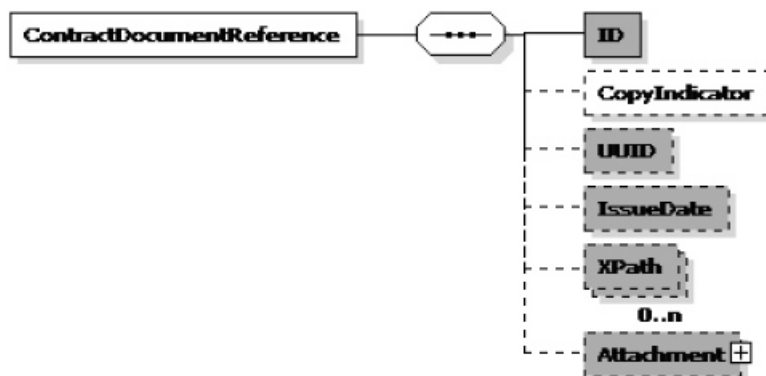 ContractDocumentReference
ID
CopyIndicator
UUID
IssueDate
XPath
0..n
Attachment